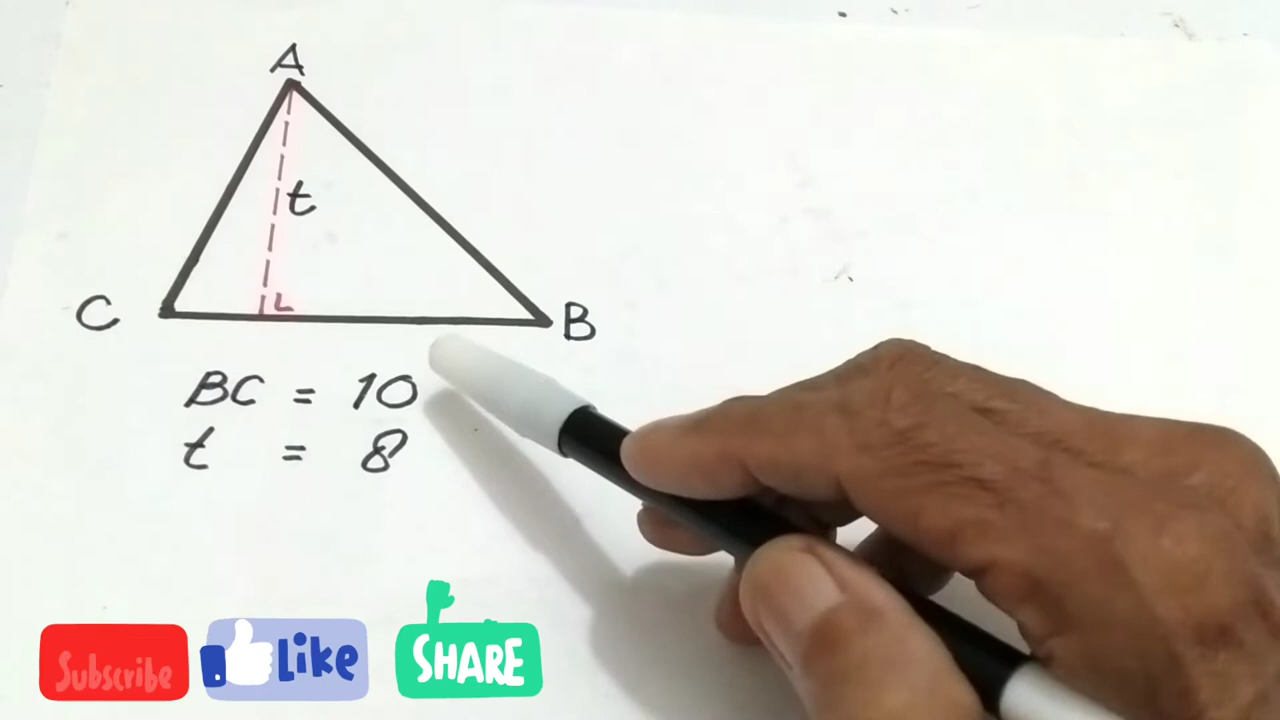 A
t
C
B
BC = 10
t = 8
Subscribe
Like
SHARE